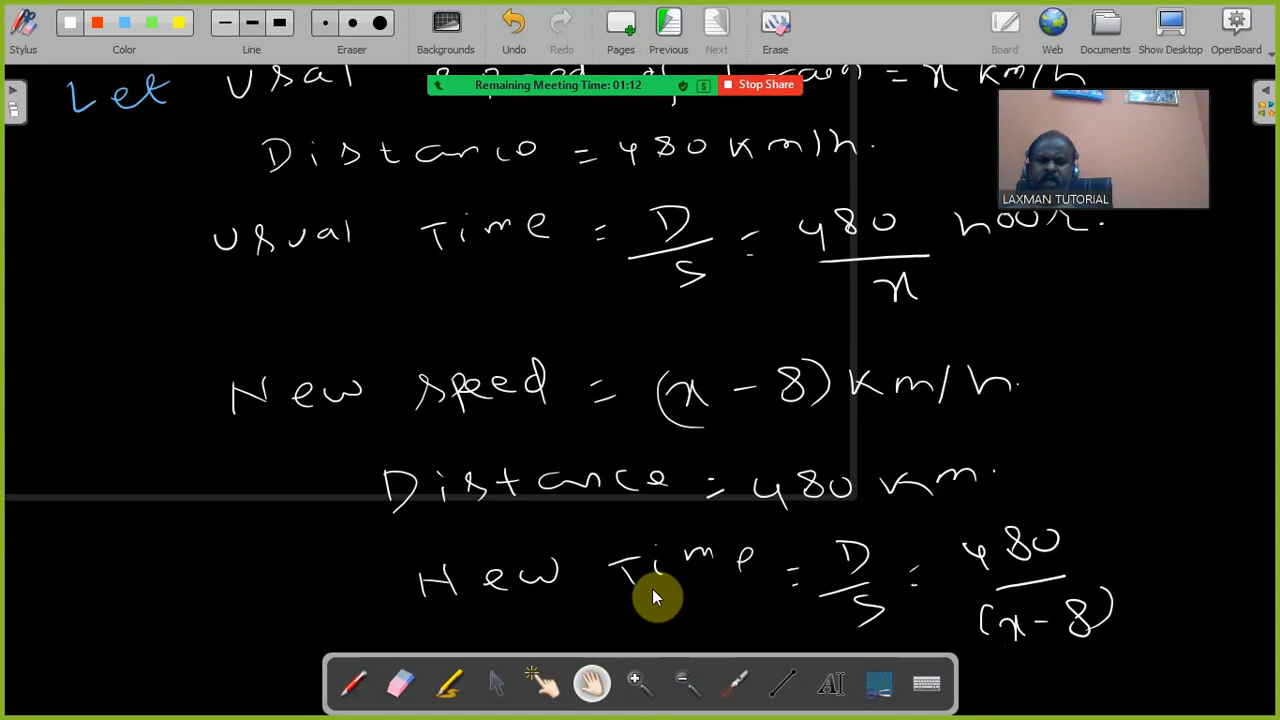 Stylus Color Line Eraser Backgrounds Undo Redo Pages Previous Next Erase Board Web Documents Show Desktop OpenBoard
Remaining Meeting Time: 01:12 Stop Share
Let Usal = x km/h
Distance = 480 Km/h.
LAXMAN TUTORIAL
Usual Time = D/S = 480/x hour.
New speed = (x - 8) Km/h.
Distance = 480 Km.
New Time = D/S = 480/(x-8)